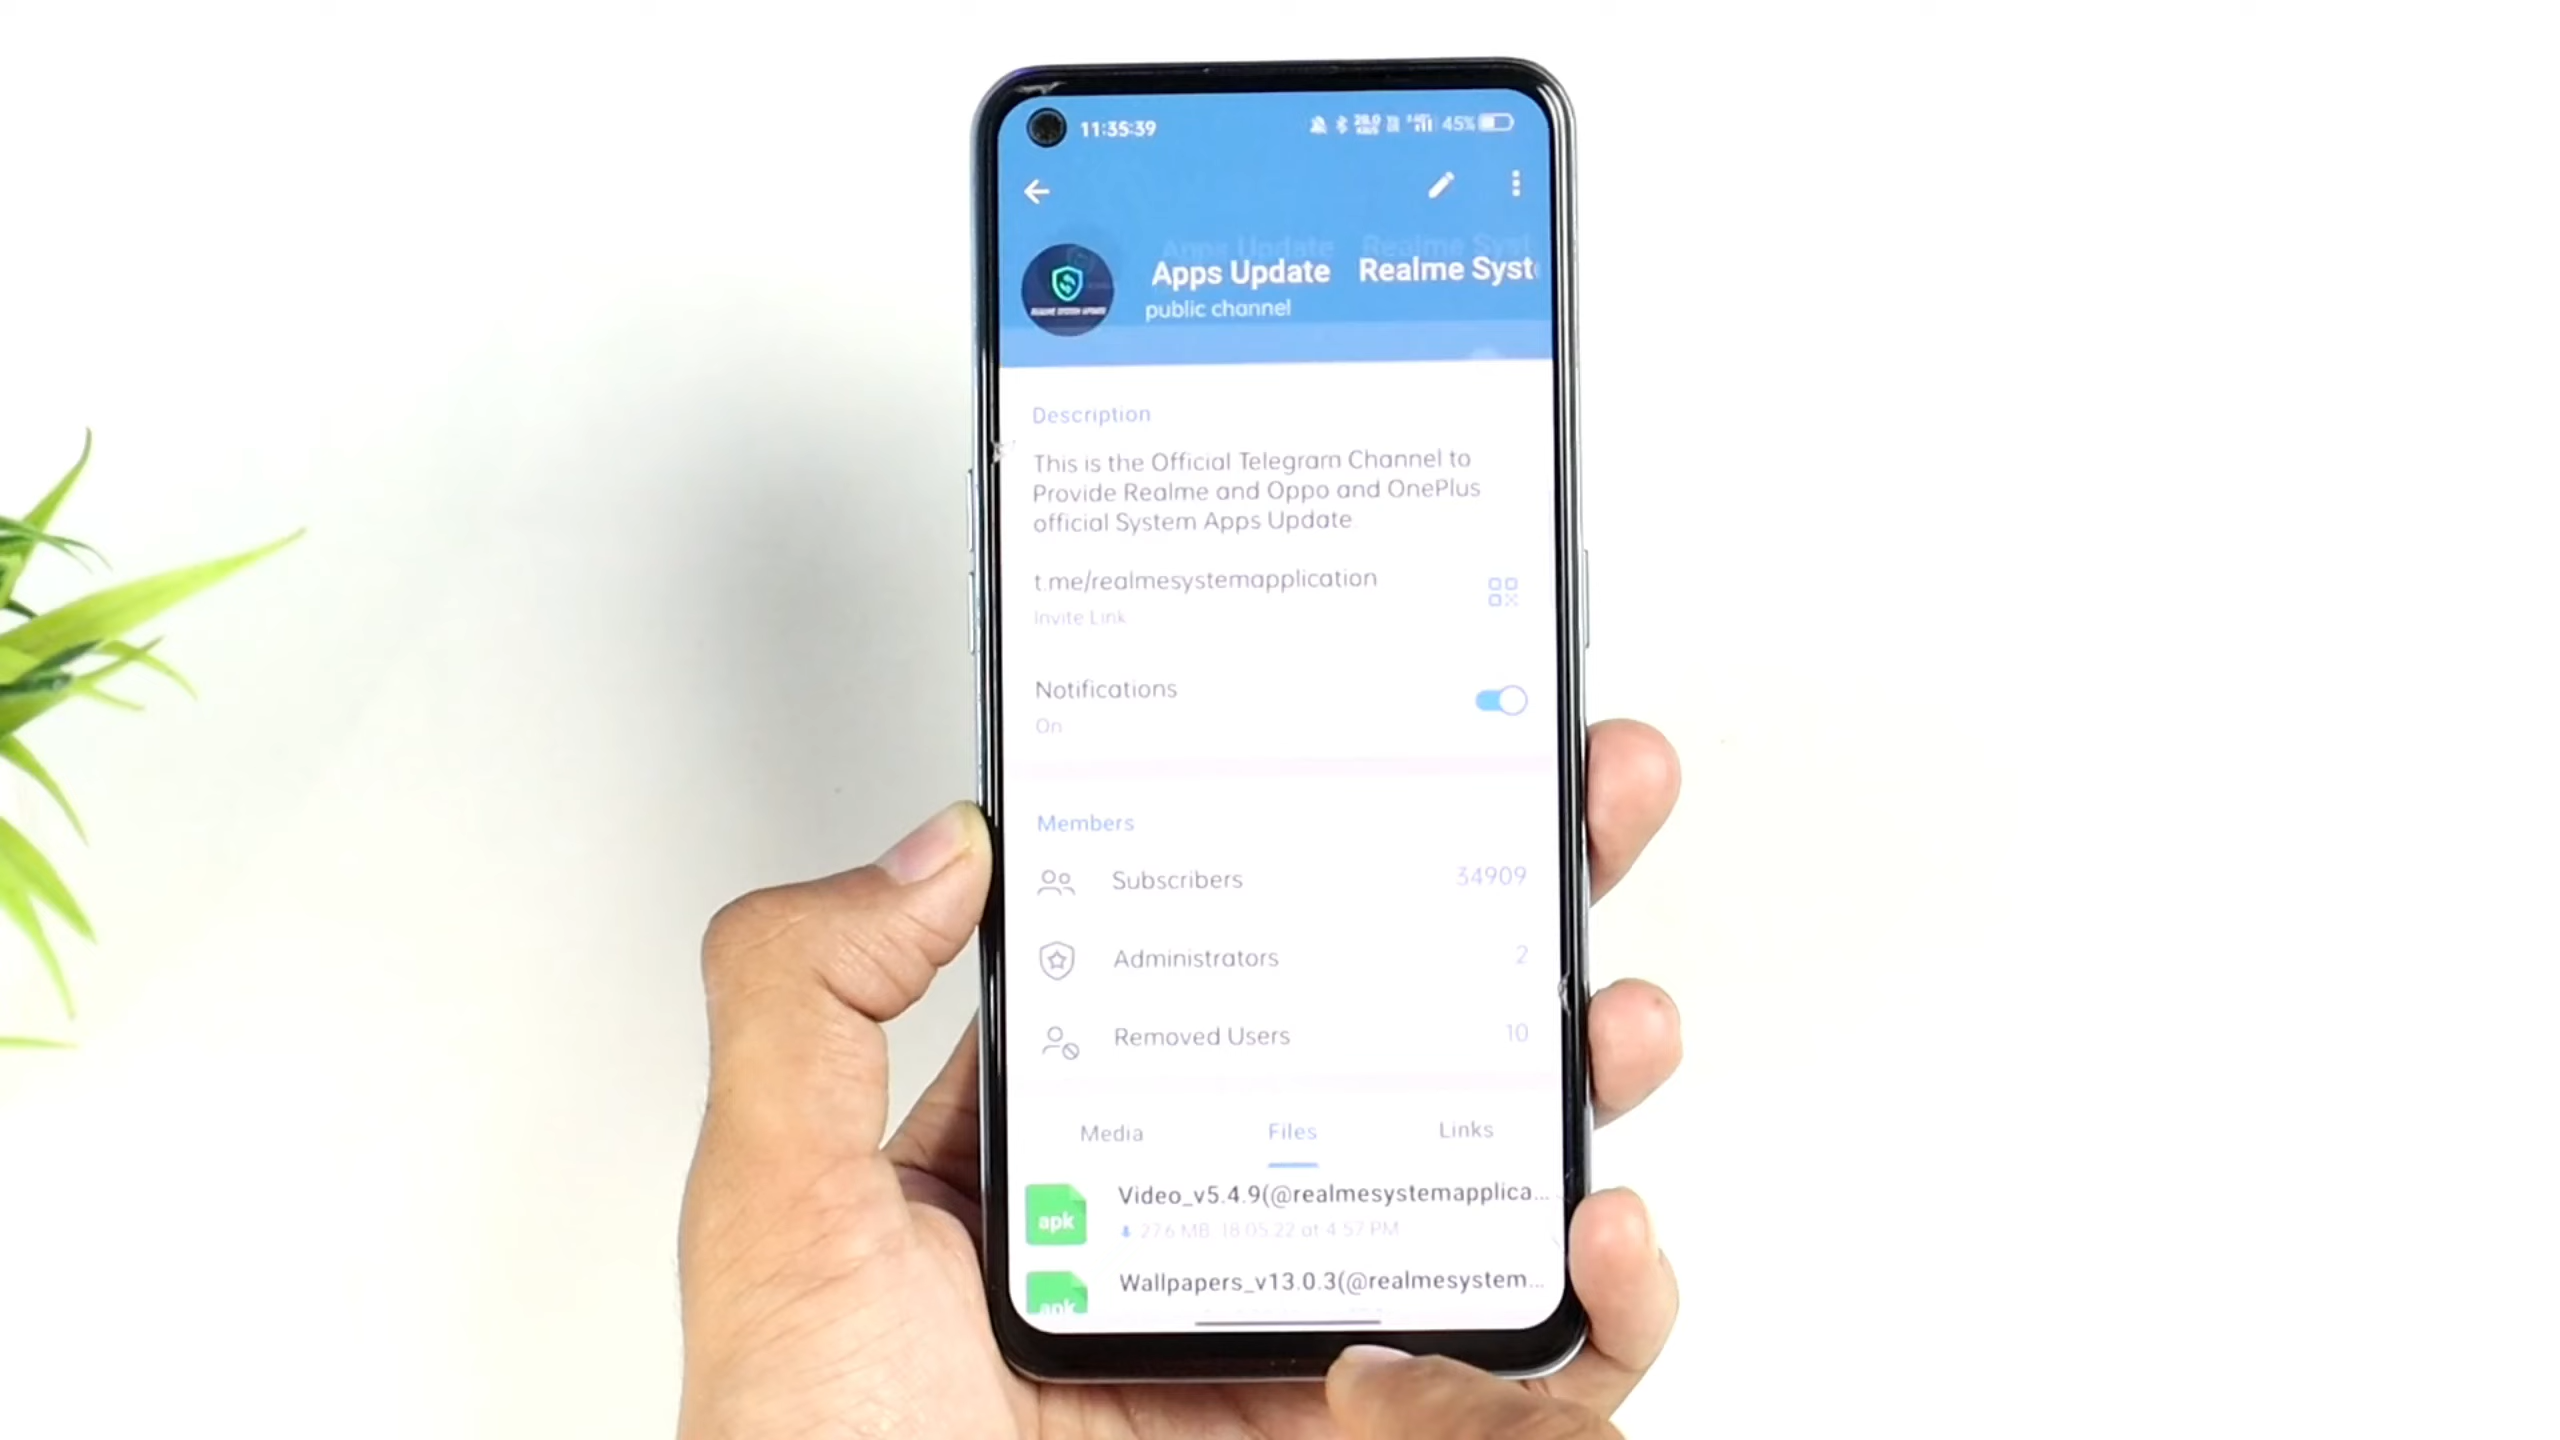 11:35:39
45%
Apps Update Realme Syst
public channel
REALME SYSTEM UPDATE
Description
This is the Official Telegram Channel to
Provide Realme and Oppo and OnePlus
official System Apps Update
t.me/realmesystemapplication
Invite Link
Notifications
On
Members
Subscribers 34909
Administrators 2
Removed Users 10
Media Files Links
apk
Video_v5.4.9(@realmesystemapplica...
27.6 MB, 18.05.22 at 4:57 PM
apk
Wallpapers_v13.0.3(@realmesystem...